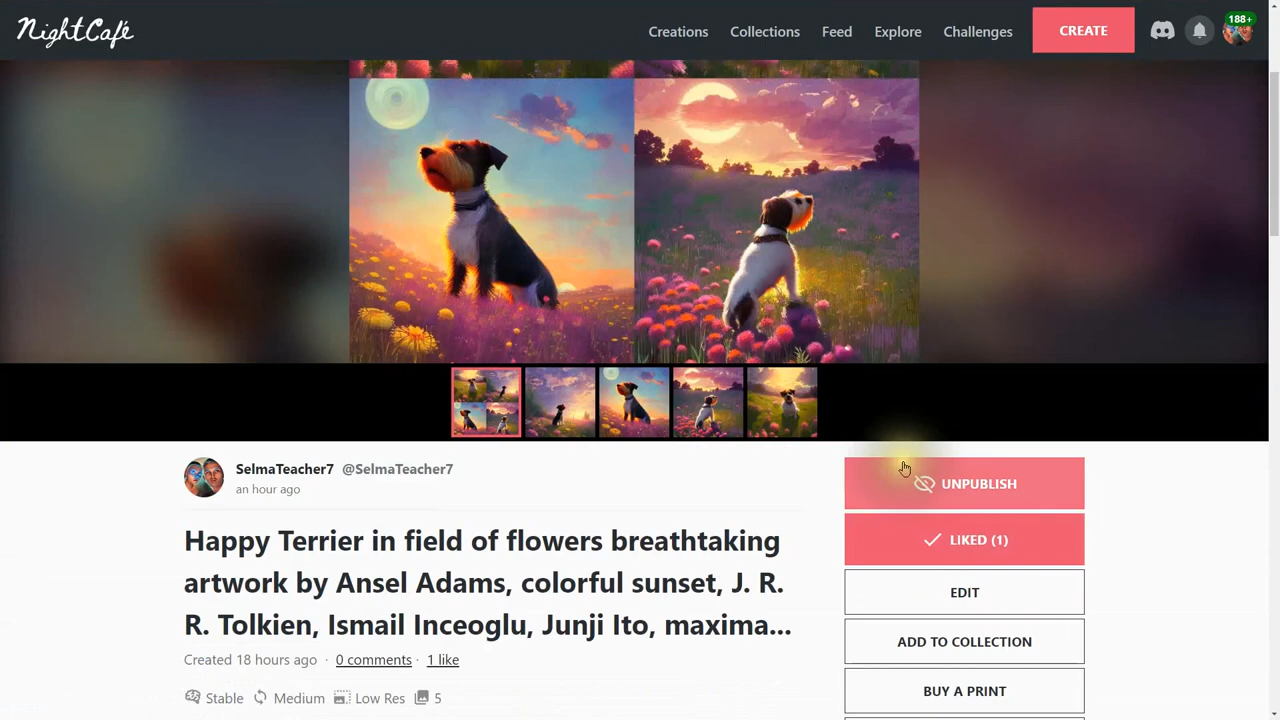 NightCafé
Creations Collections Feed Explore Challenges CREATE 188+
SelmaTeacher7 @SelmaTeacher7
an hour ago
UNPUBLISH
Happy Terrier in field of flowers breathtaking
artwork by Ansel Adams, colorful sunset, J. R.
R. Tolkien, Ismail Inceoglu, Junji Ito, maxima...
LIKED (1)
EDIT
ADD TO COLLECTION
Created 18 hours ago · 0 comments · 1 like
BUY A PRINT
Stable Medium Low Res 5